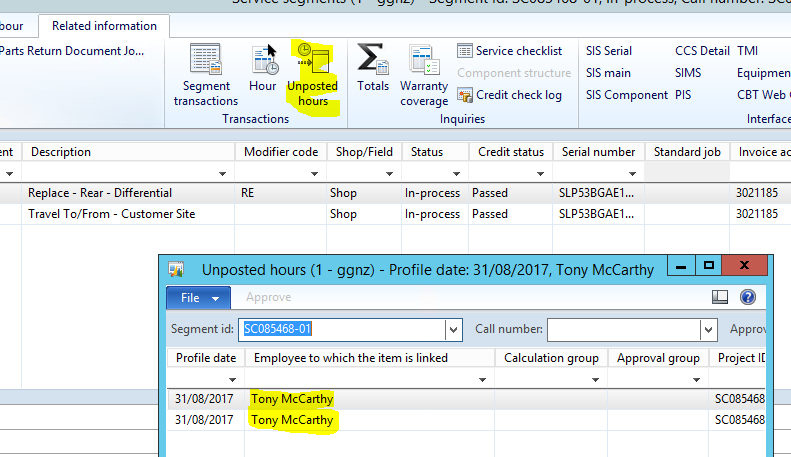 Service segments (1 - ggnz) - Segment id: SC085468-01, In-process, Call number: SC0
bour Related information
Parts Return Document Jo...
Segment transactions
Hour
Unposted hours
Transactions
Totals
Warranty coverage
Service checklist
Component structure
Credit check log
Inquiries
SIS Serial CCS Detail TMI
SIS main SIMS Equipmen
SIS Component PIS CBT Web
Interface
ent Description Modifier code Shop/Field Status Credit status Serial number Standard job Invoice ac
Replace - Rear - Differential RE Shop In-process Passed SLP53BGAE1... 3021185
Travel To/From - Customer Site Shop In-process Passed SLP53BGAE1... 3021185
Unposted hours (1 - ggnz) - Profile date: 31/08/2017, Tony McCarthy
File Approve
Segment id: SC085468-01 Call number: Approv
Profile date Employee to which the item is linked Calculation group Approval group Project ID
31/08/2017 Tony McCarthy SC085468
31/08/2017 Tony McCarthy SC085468